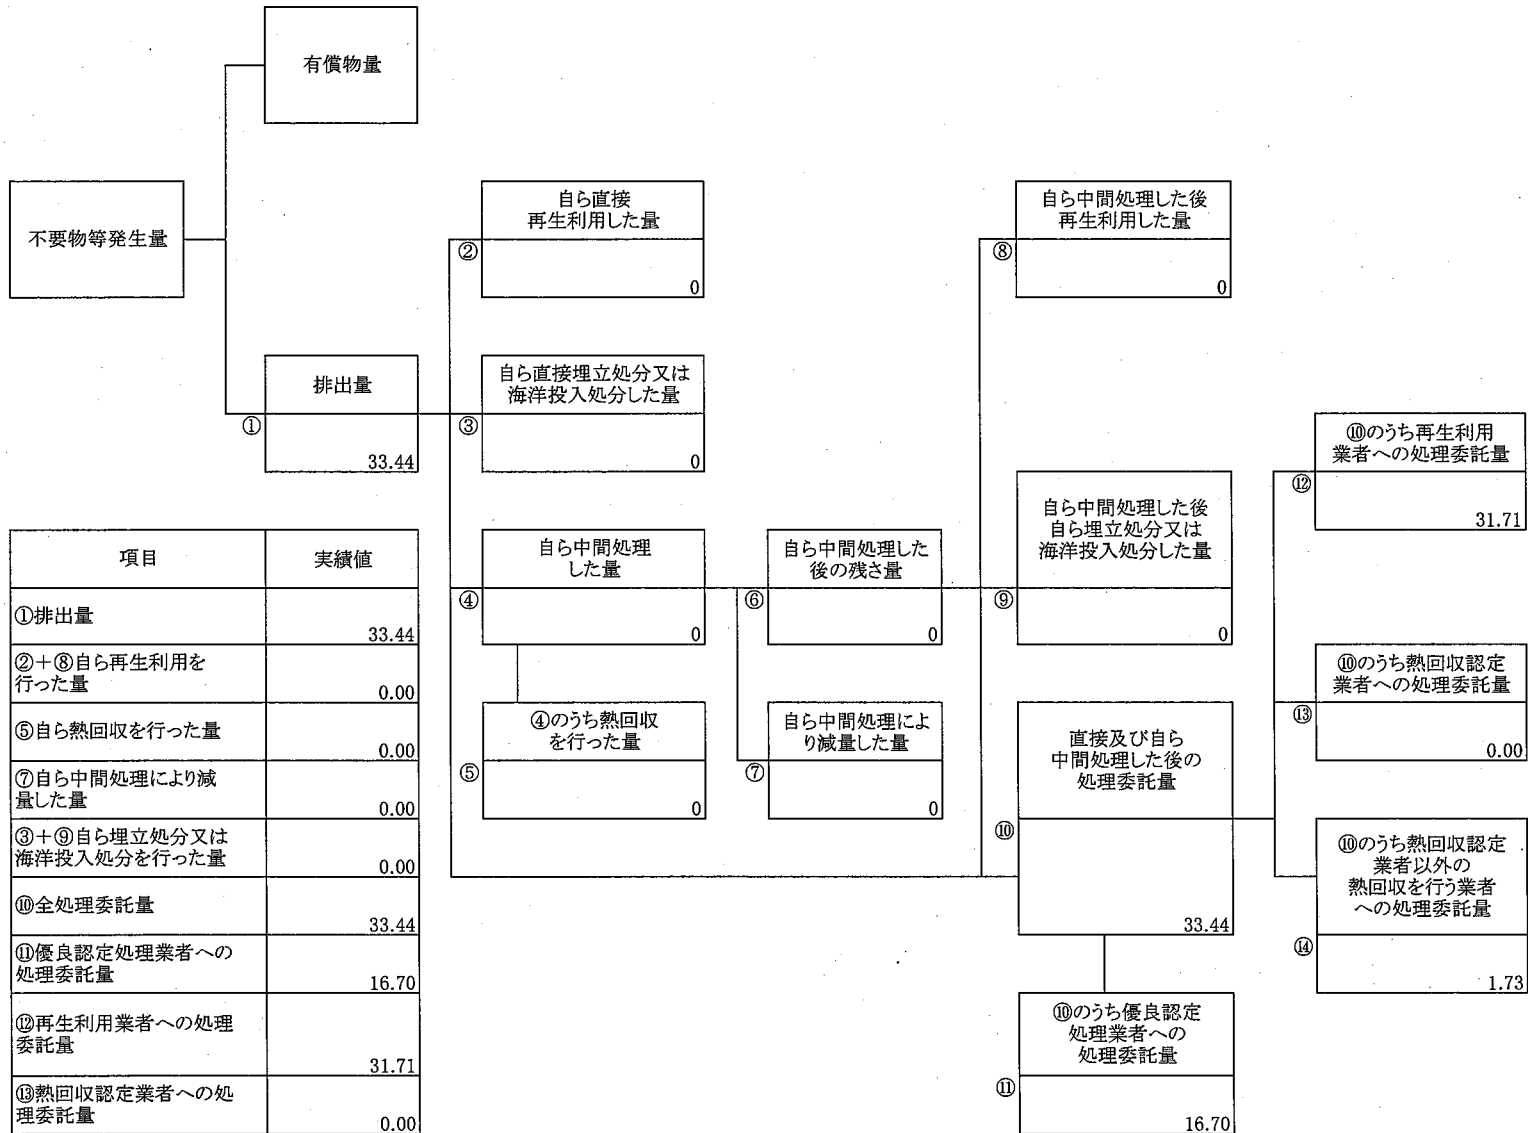 有償物量
不要物等発生量
自ら直接
再生利用した量
②
0
自ら中間処理した後
再生利用した量
⑧
0
排出量
①
33.44
自ら直接埋立処分又は
海洋投入処分した量
③
0
自ら中間処理
した量
④
0
自ら中間処理した
後の残さ量
⑥
0
自ら中間処理した後
自ら埋立処分又は
海洋投入処分した量
⑨
0
⑩のうち再生利用
業者への処理委託量
⑫
31.71
④のうち熱回収
を行った量
⑤
0
自ら中間処理によ
り減量した量
⑦
0
直接及び自ら
中間処理した後の
処理委託量
⑩
33.44
⑩のうち熱回収認定
業者への処理委託量
⑬
0.00
⑩のうち熱回収認定
業者以外の
熱回収を行う業者
への処理委託量
⑭
1.73
⑩のうち優良認定
処理業者への
処理委託量
⑪
16.70
項目 実績値
①排出量
33.44
②+⑧自ら再生利用を
行った量
0.00
⑤自ら熱回収を行った量
0.00
⑦自ら中間処理により減
量した量
0.00
③+⑨自ら埋立処分又は
海洋投入処分を行った量
0.00
⑩全処理委託量
33.44
⑪優良認定処理業者への
処理委託量
16.70
⑫再生利用業者への処理
委託量
31.71
⑬熱回収認定業者への処
理委託量
0.00